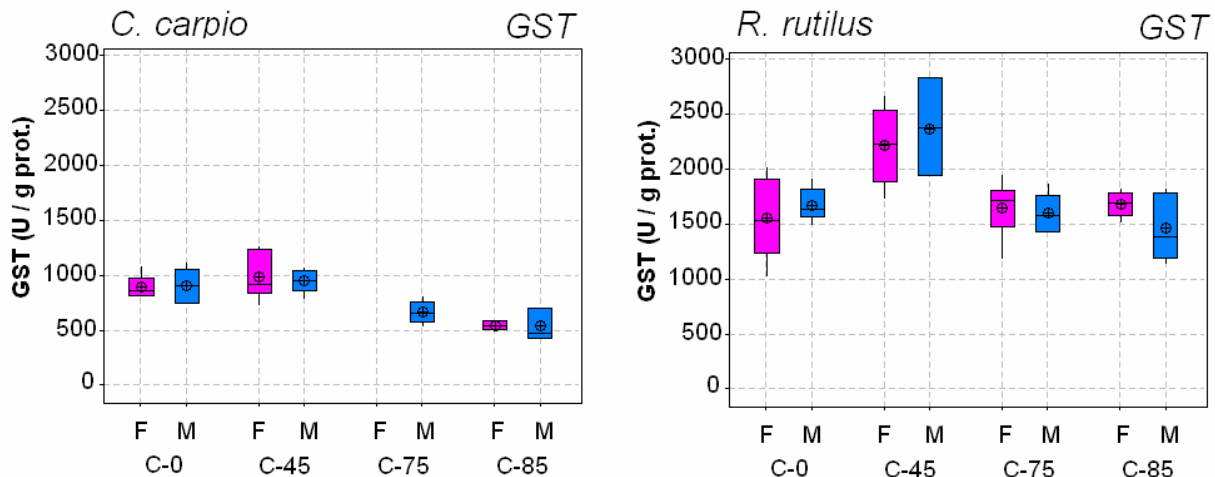 C. carpio GST
3000
2500
2000
1500
1000
500
0
GST (U / g prot.)
F M F M F M F M
C-0 C-45 C-75 C-85
R. rutilus GST
3000
2500
2000
1500
1000
500
0
GST (U / g prot.)
F M F M F M F M
C-0 C-45 C-75 C-85